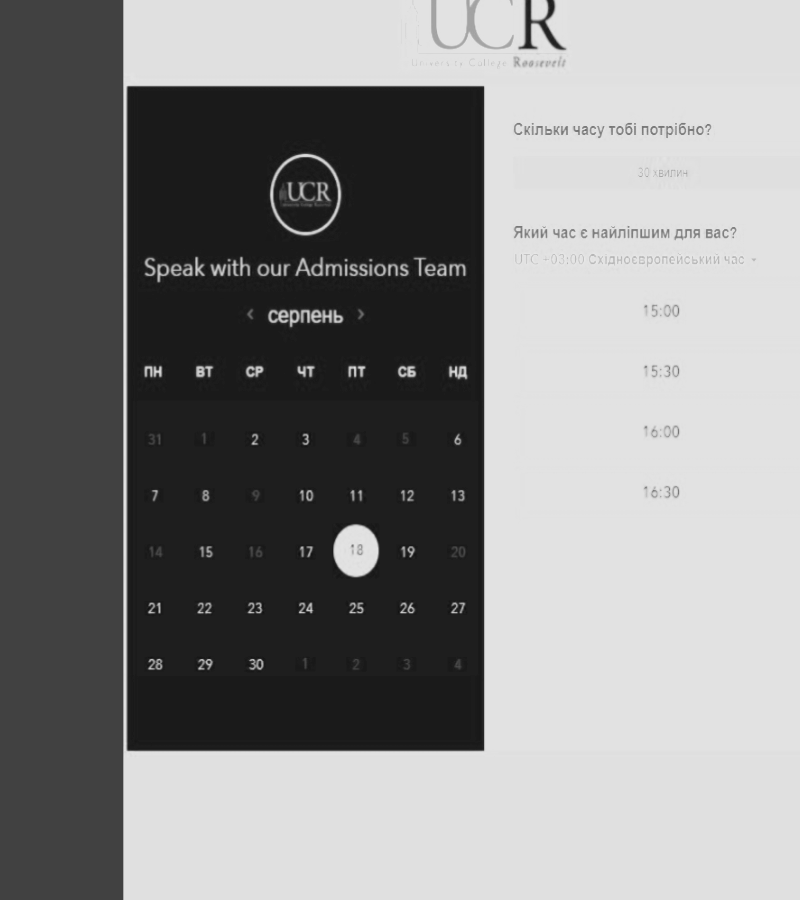 UCR
University College Roosevelt
UCR
Speak with our Admissions Team
‹ серпень ›
ПН ВТ СР ЧТ ПТ СБ НД
31 1 2 3 4 5 6
7 8 9 10 11 12 13
14 15 16 17 18 19 20
21 22 23 24 25 26 27
28 29 30 1 2 3 4
Скільки часу тобі потрібно?
30 хвилин
Який час є найліпшим для вас?
UTC +03:00 Східноєвропейський час
15:00
15:30
16:00
16:30